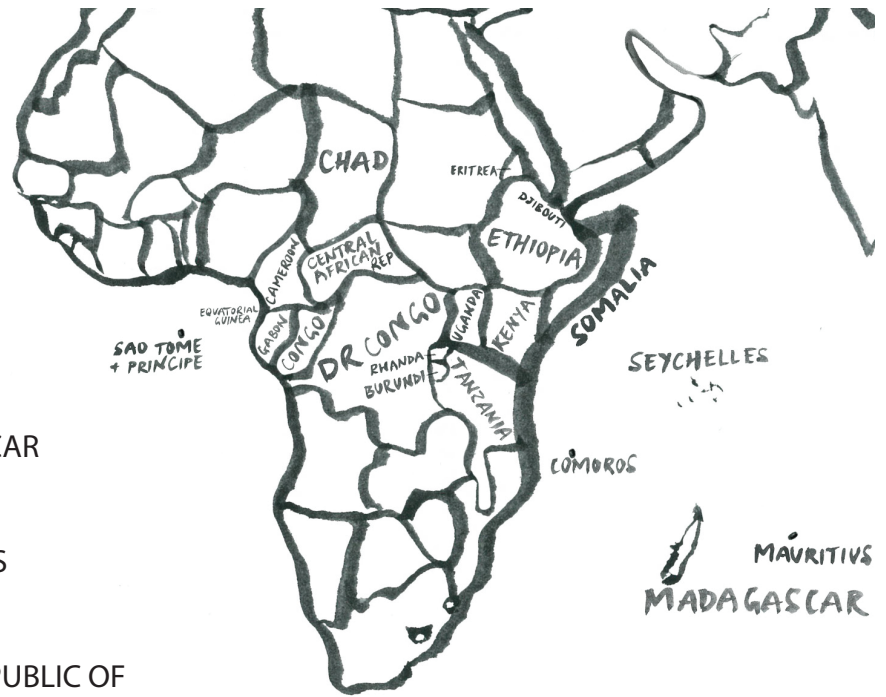 CHAD
ERITREA
DJIBOUTI
ETHIOPIA
CENTRAL
AFRICAN
REP
CAMEROON
SOMALIA
EQUATORIAL
GUINEA
GABON
CONGO
DR CONGO
UGANDA
KENYA
SAO TOME
+ PRINCIPE
RHANDA
BURUNDI
TANZANIA
SEYCHELLES
COMOROS
MAURITIUS
MADAGASCAR
CAR
S
PUBLIC OF